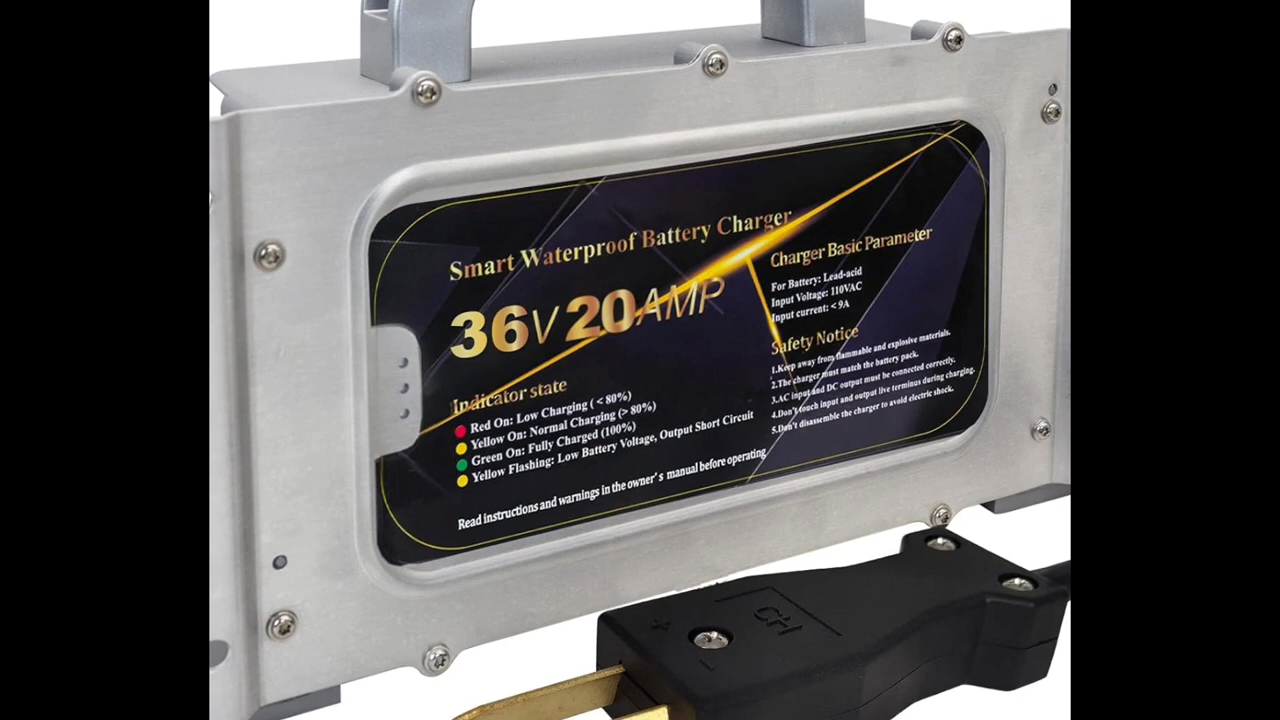 Smart Waterproof Battery Charger
36V 20AMP
Indicator state
Red On: Low Charging ( < 80%)
Yellow On: Normal Charging (> 80%)
Green On: Fully Charged (100%)
Yellow Flashing: Low Battery Voltage, Output Short Circuit
Read instructions and warnings in the owner's manual before operating
Charger Basic Parameter
For Battery: Lead-acid
Input Voltage: 110VAC
Input current: < 9A
Safety Notice
1.Keep away from flammable and explosive materials.
2.The charger must match the battery pack.
3.AC input and DC output must be connected correctly.
4.Don't touch input and output live terminus during charging.
5.Don't disassemble the charger to avoid electric shock.
+
CH
-